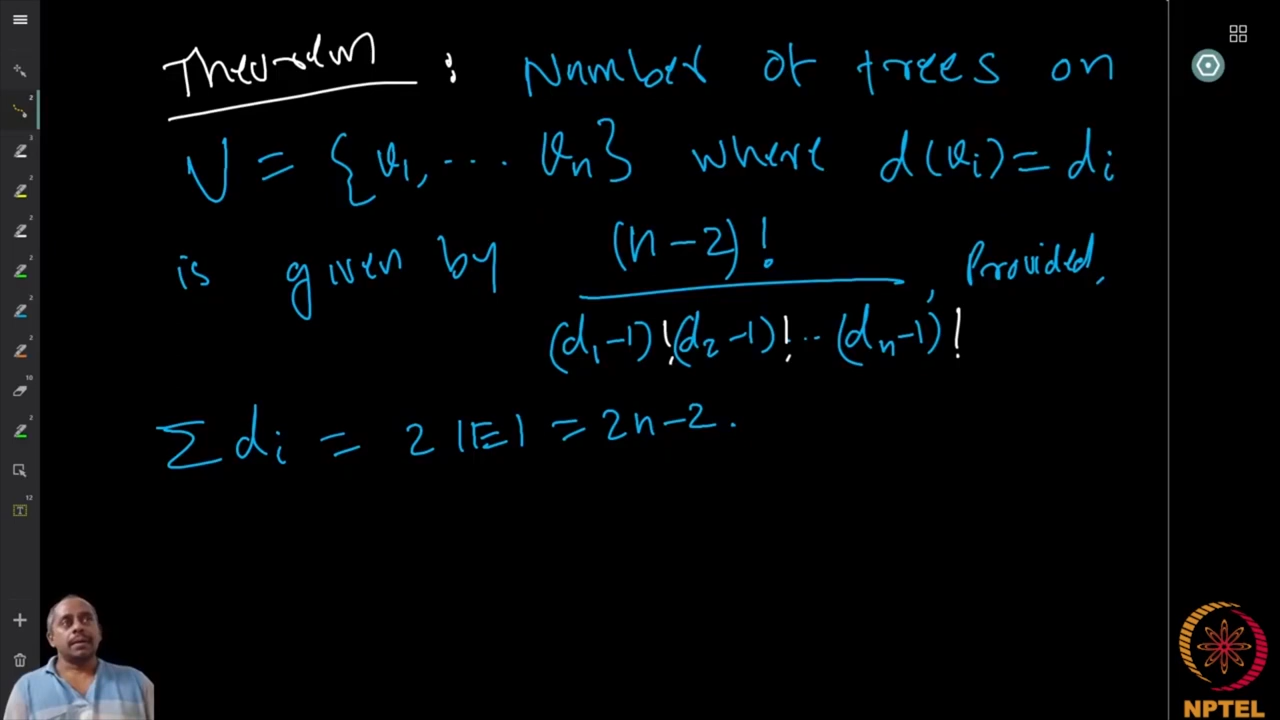 Theorem : Number of trees on
V = {v₁, ... vₙ} where d(vᵢ) = dᵢ
is given by (n-2)! / (d₁-1)!(d₂-1)!...(dₙ-1)! , Provided,
Σ dᵢ = 2|E| = 2n-2.
NPTEL